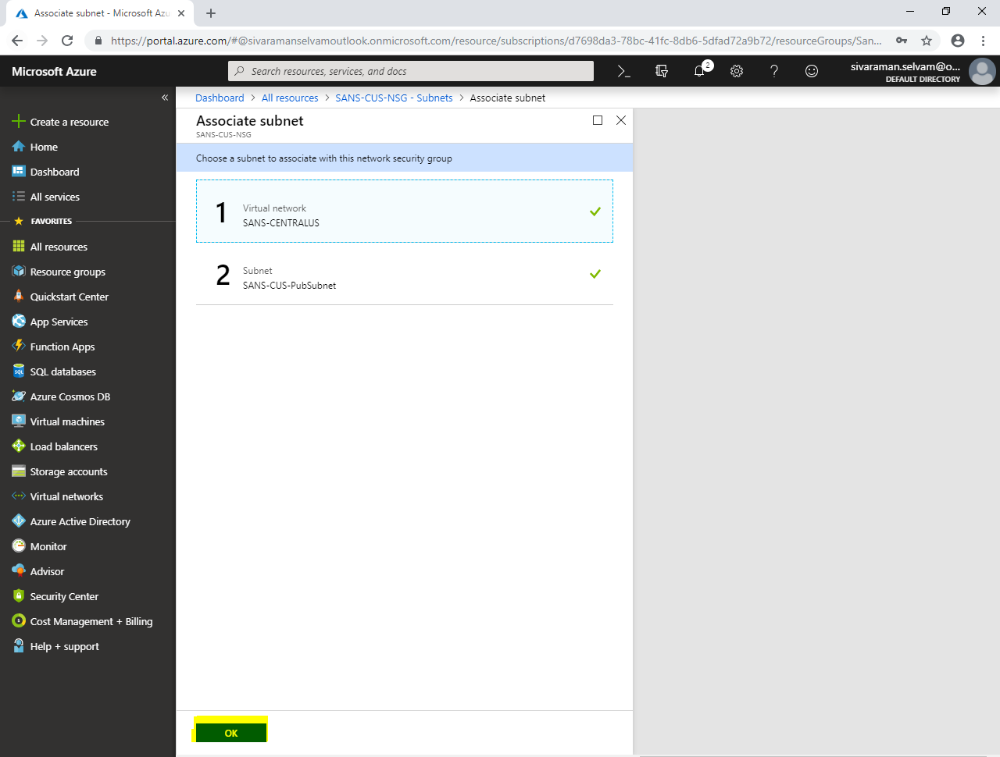 Associate subnet - Microsoft Azu
https://portal.azure.com/#@sivaramanselvamoutlook.onmicrosoft.com/resource/subscriptions/d7698da3-78bc-41fc-8db6-5dfad72a9b72/resourceGroups/San...
Microsoft Azure
Search resources, services, and docs
2
sivaraman.selvam@o...
DEFAULT DIRECTORY
Dashboard > All resources > SANS-CUS-NSG - Subnets > Associate subnet
Create a resource
Home
Dashboard
All services
FAVORITES
All resources
Resource groups
Quickstart Center
App Services
Function Apps
SQL
SQL databases
Azure Cosmos DB
Virtual machines
Load balancers
Storage accounts
Virtual networks
Azure Active Directory
Monitor
Advisor
Security Center
Cost Management + Billing
Help + support
Associate subnet
SANS-CUS-NSG
Choose a subnet to associate with this network security group
1
Virtual network
SANS-CENTRALUS
2
Subnet
SANS-CUS-PubSubnet
OK